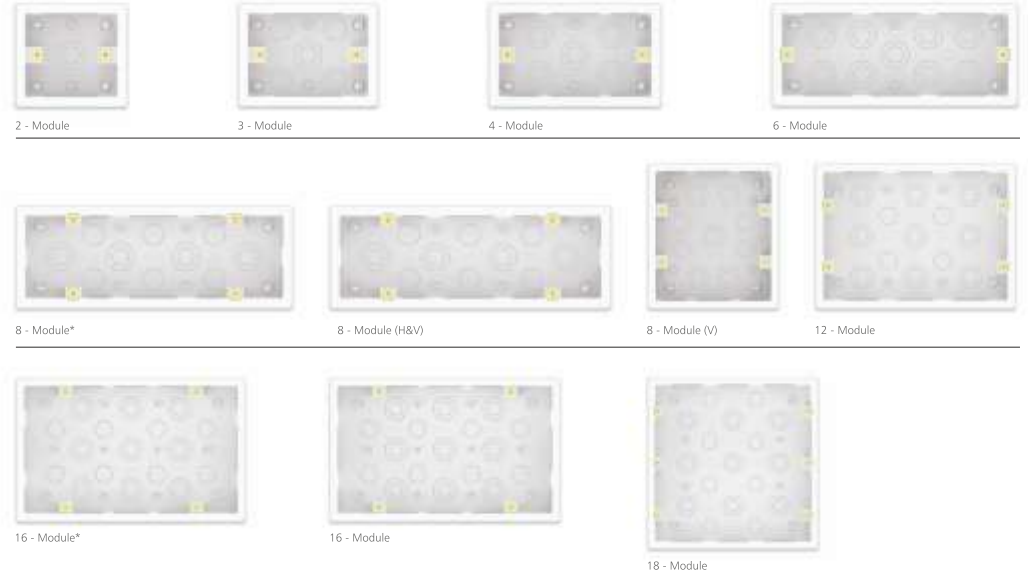 2 - Module
3 - Module
4 - Module
6 - Module
8 - Module*
8 - Module (H&V)
8 - Module (V)
12 - Module
16 - Module*
16 - Module
18 - Module